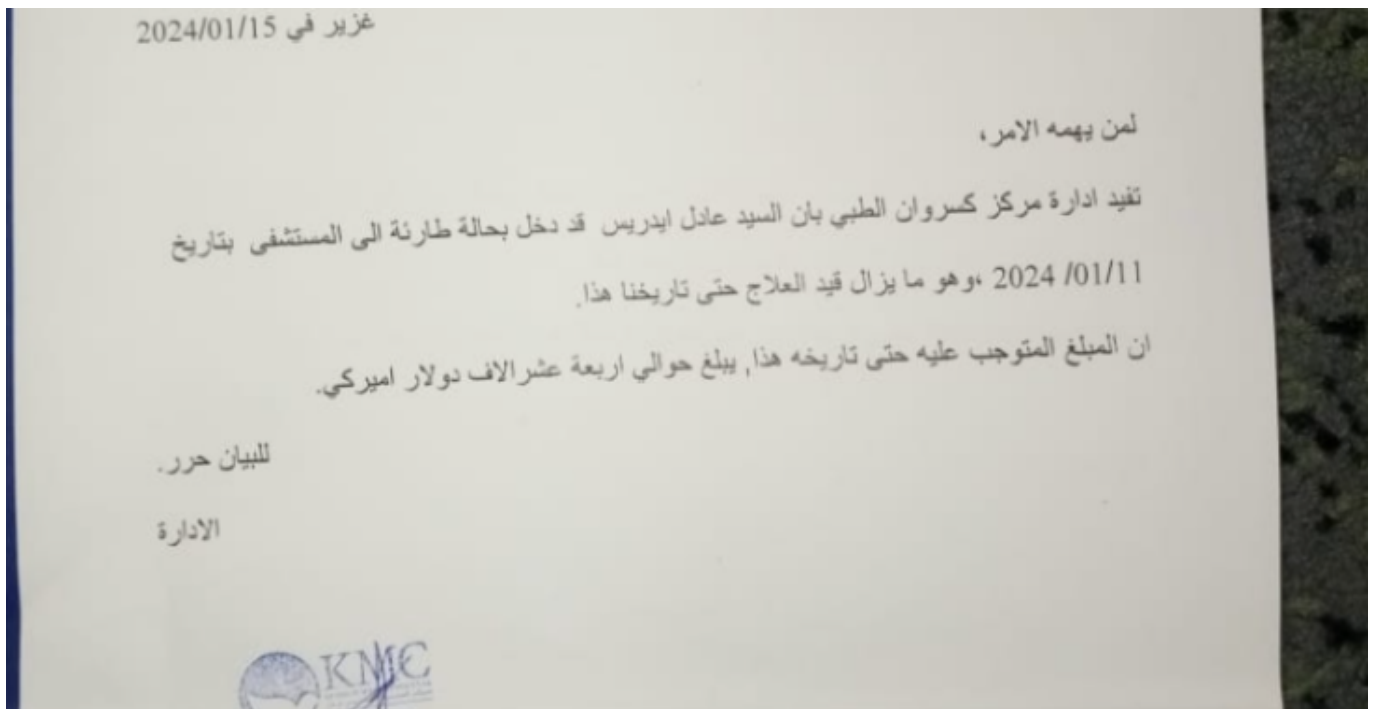 غزير في 2024/01/15
لمن يهمه الامر،
تفيد ادارة مركز كسروان الطبي بان السيد عادل ايدريس قد دخل بحالة طارئة الى المستشفى بتاريخ
01/11/ 2024 ،وهو ما يزال قيد العلاج حتى تاريخنا هذا.
ان المبلغ المتوجب عليه حتى تاريخه هذا, يبلغ حوالي اربعة عشرالاف دولار اميركي.
للبيان حرر.
الادارة
KMC